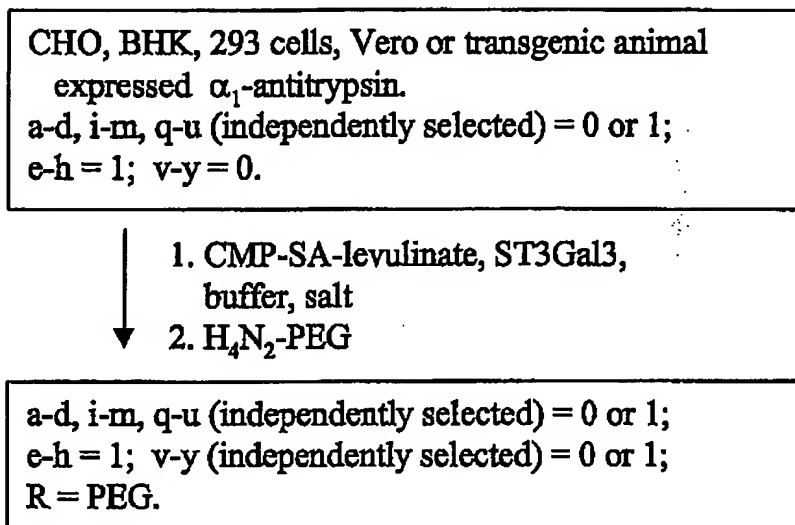 CHO, BHK, 293 cells, Vero or transgenic animal
expressed α₁-antitrypsin.
a-d, i-m, q-u (independently selected) = 0 or 1;
e-h = 1; v-y = 0.
1. CMP-SA-levulinate, ST3Gal3,
buffer, salt
2. H₄N₂-PEG
a-d, i-m, q-u (independently selected) = 0 or 1;
e-h = 1; v-y (independently selected) = 0 or 1;
R = PEG.